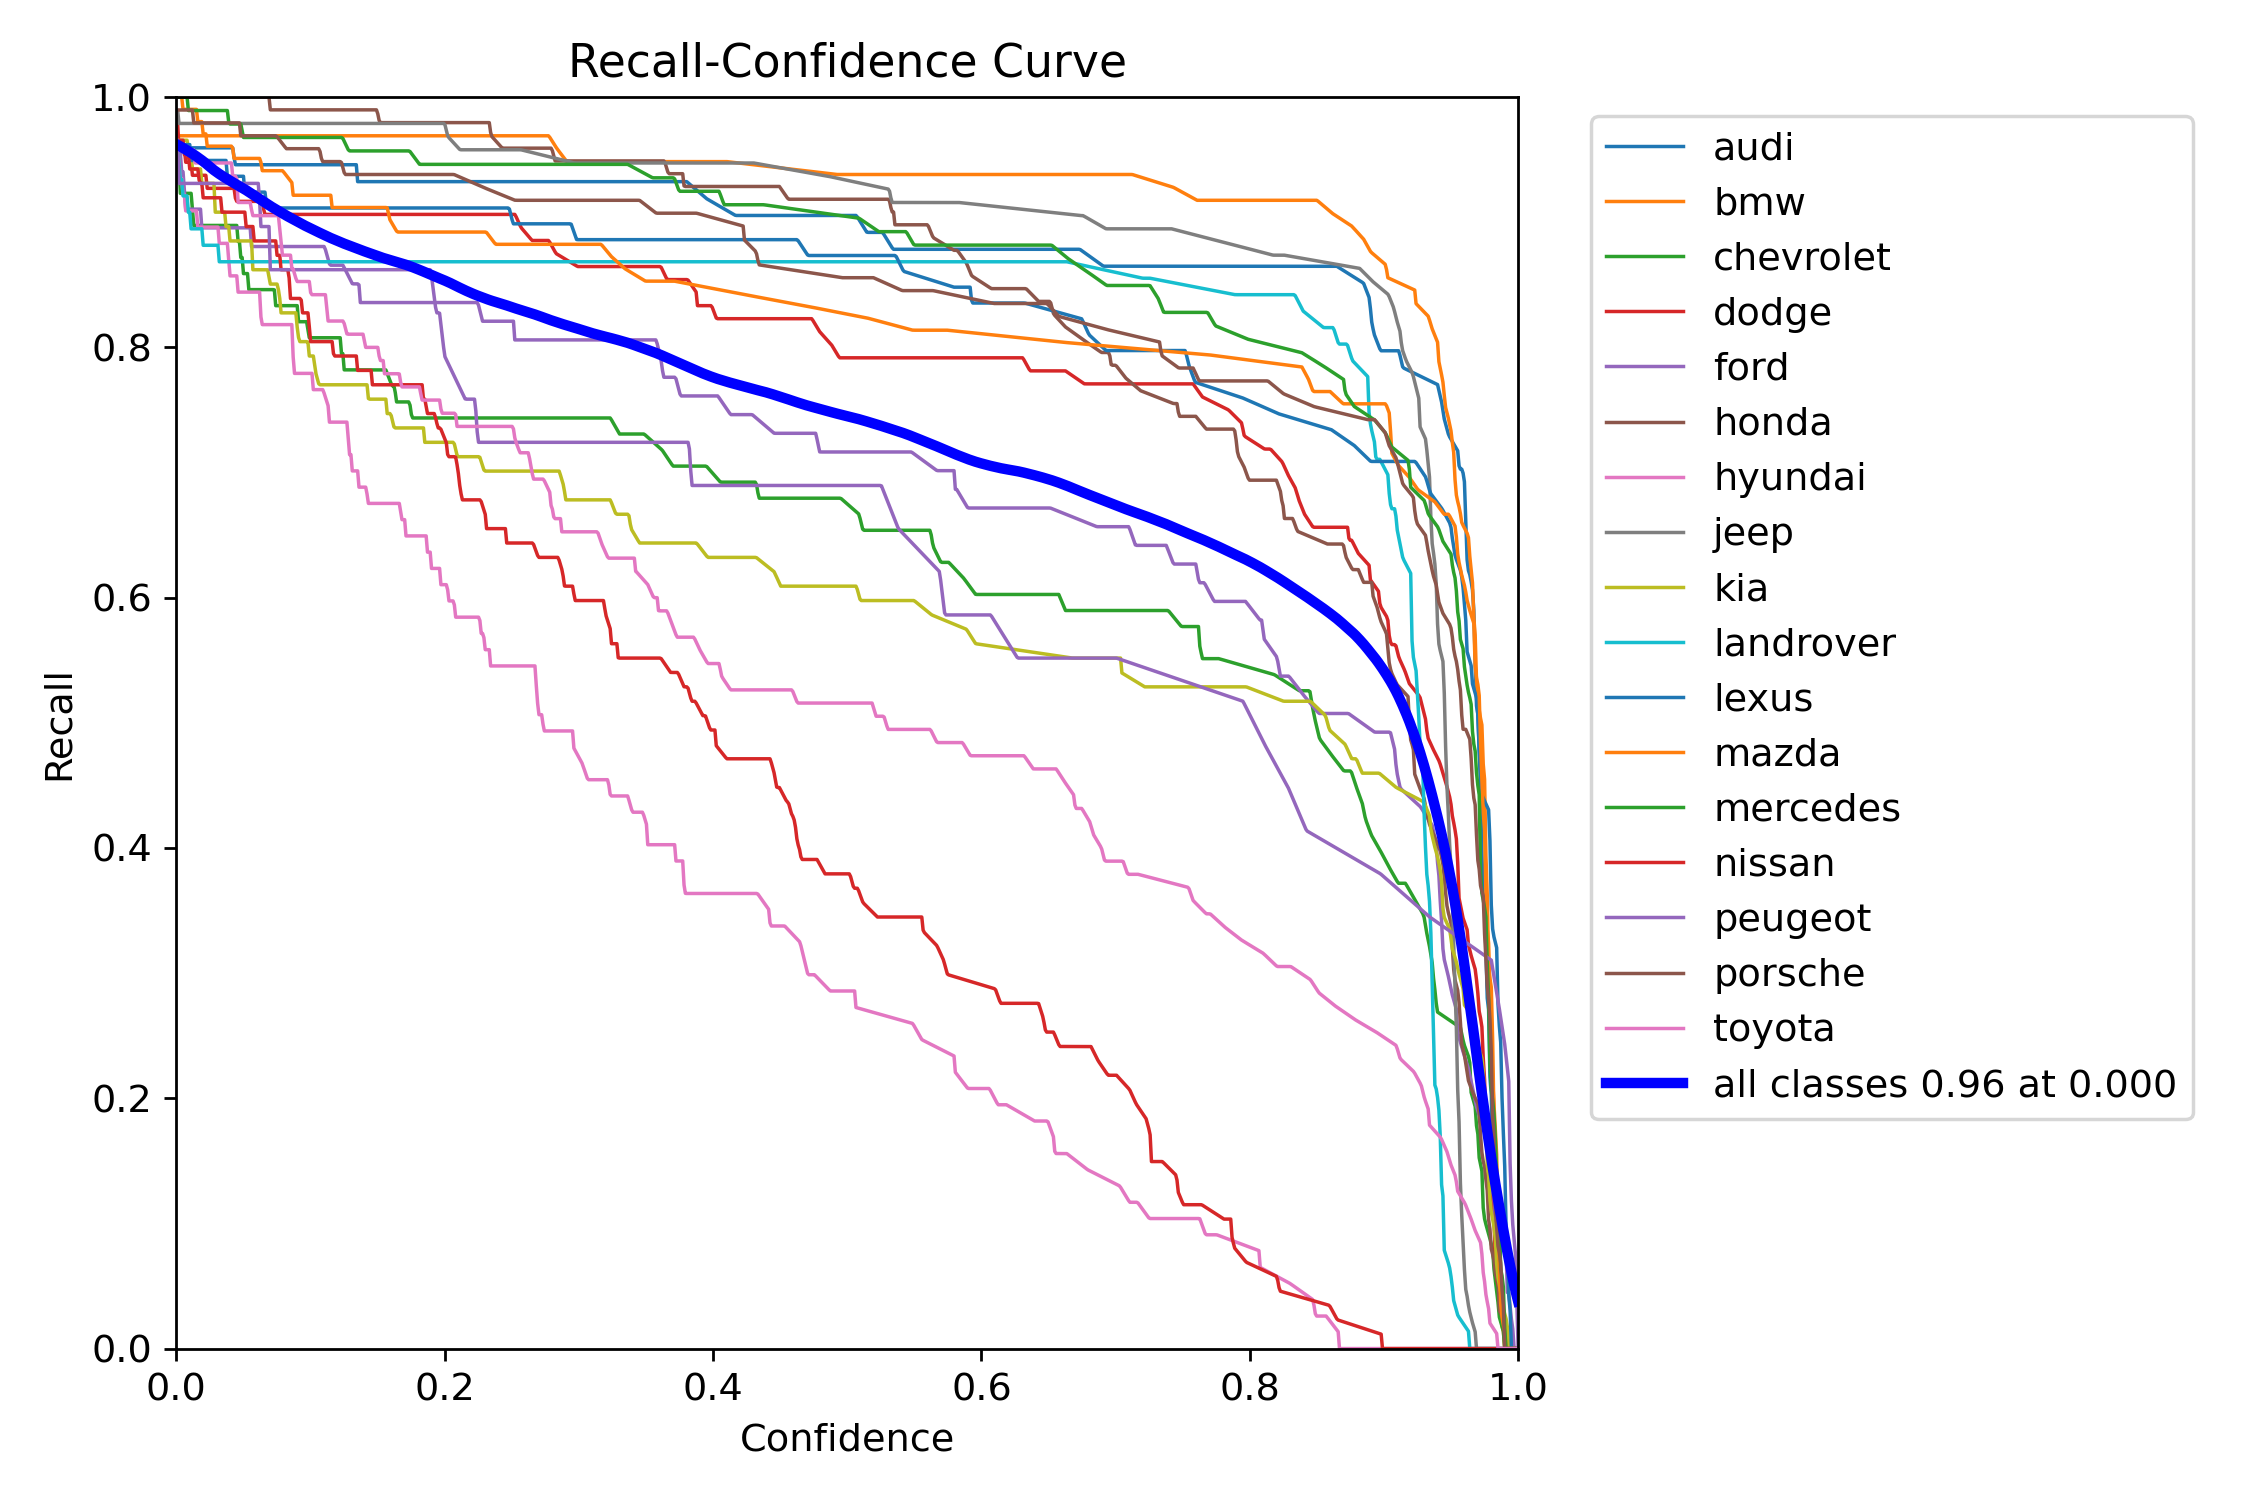 Recall-Confidence Curve
1.0
0.8
0.6
0.4
0.2
0.0
Recall
0.0 0.2 0.4 0.6 0.8 1.0
Confidence
audi
bmw
chevrolet
dodge
ford
honda
hyundai
jeep
kia
landrover
lexus
mazda
mercedes
nissan
peugeot
porsche
toyota
all classes 0.96 at 0.000